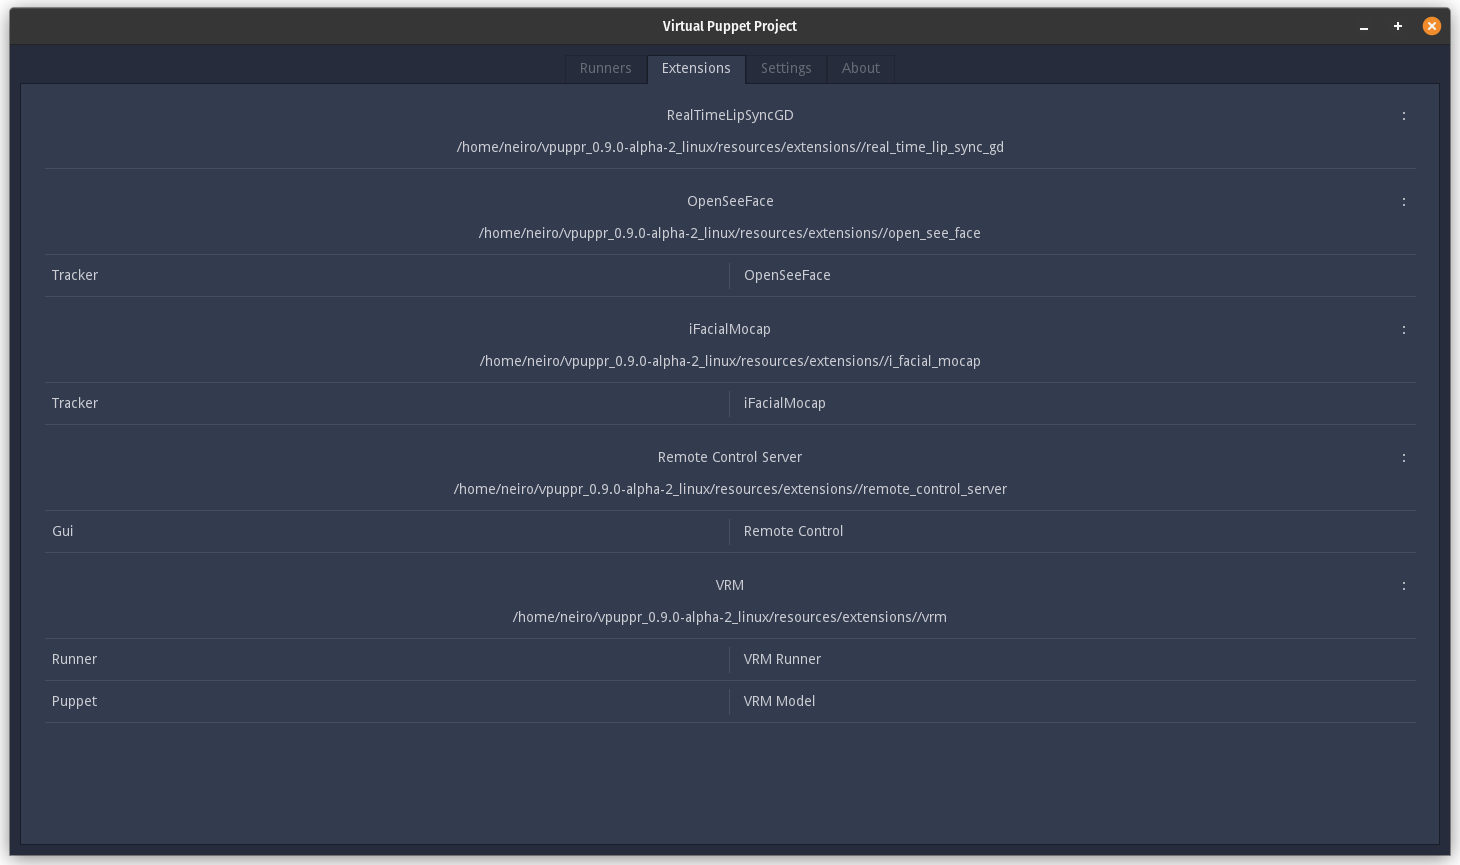 Virtual Puppet Project
Runners Extensions Settings About
RealTimeLipSyncGD :
/home/neiro/vpuppr_0.9.0-alpha-2_linux/resources/extensions//real_time_lip_sync_gd
OpenSeeFace :
/home/neiro/vpuppr_0.9.0-alpha-2_linux/resources/extensions//open_see_face
Tracker OpenSeeFace
iFacialMocap :
/home/neiro/vpuppr_0.9.0-alpha-2_linux/resources/extensions//i_facial_mocap
Tracker iFacialMocap
Remote Control Server :
/home/neiro/vpuppr_0.9.0-alpha-2_linux/resources/extensions//remote_control_server
Gui Remote Control
VRM :
/home/neiro/vpuppr_0.9.0-alpha-2_linux/resources/extensions//vrm
Runner VRM Runner
Puppet VRM Model